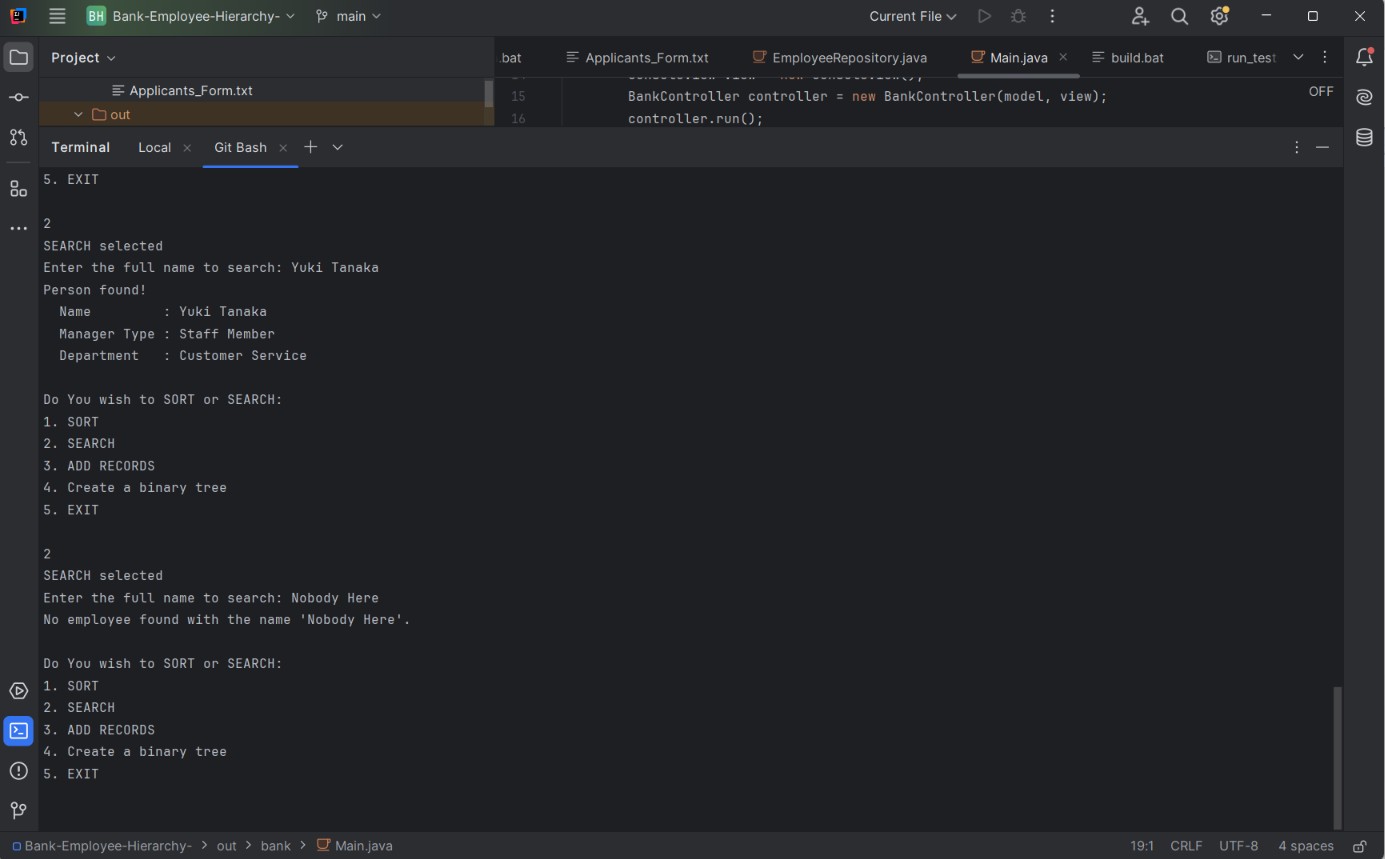 BH Bank-Employee-Hierarchy- main Current File
Project
.bat Applicants_Form.txt EmployeeRepository.java Main.java build.bat run_test
Applicants_Form.txt
out
15 BankController controller = new BankController(model, view);
OFF
16 controller.run();
Terminal Local Git Bash
5. EXIT
2
SEARCH selected
Enter the full name to search: Yuki Tanaka
Person found!
Name : Yuki Tanaka
Manager Type : Staff Member
Department : Customer Service
Do You wish to SORT or SEARCH:
1. SORT
2. SEARCH
3. ADD RECORDS
4. Create a binary tree
5. EXIT
2
SEARCH selected
Enter the full name to search: Nobody Here
No employee found with the name 'Nobody Here'.
Do You wish to SORT or SEARCH:
1. SORT
2. SEARCH
3. ADD RECORDS
4. Create a binary tree
5. EXIT
Bank-Employee-Hierarchy- > out > bank > Main.java 19:1 CRLF UTF-8 4 spaces